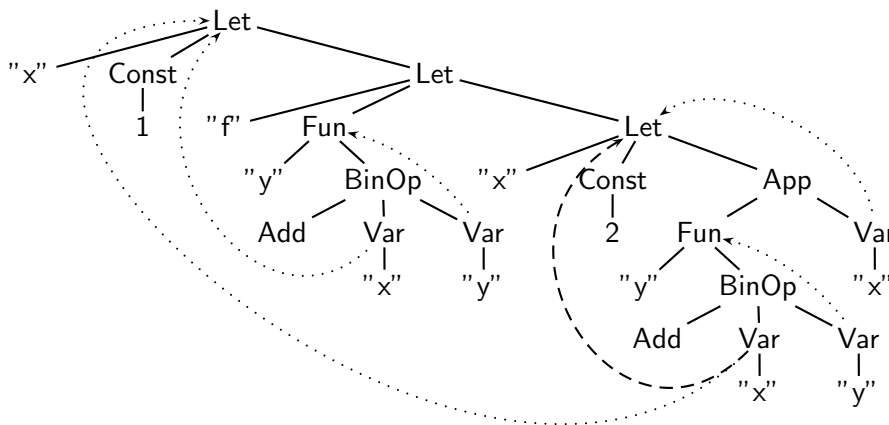 Let
"x" Const Let
1 "f" Fun Let
"y" BinOp "x" Const App
Add Var Var 2 Fun Var
"x" "y" "y" BinOp "x"
Add Var Var
"x" "y"